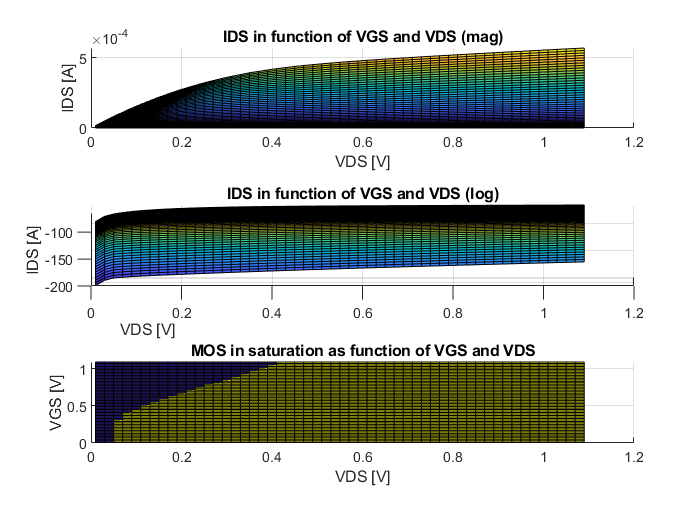 IDS in function of VGS and VDS (mag)
×10⁻⁴
5
0
IDS [A]
0 0.2 0.4 0.6 0.8 1 1.2
VDS [V]
IDS in function of VGS and VDS (log)
-100
-150
-200
IDS [A]
0 0.2 0.4 0.6 0.8 1 1.2
VDS [V]
MOS in saturation as function of VGS and VDS
1
0.5
0
VGS [V]
0 0.2 0.4 0.6 0.8 1 1.2
VDS [V]